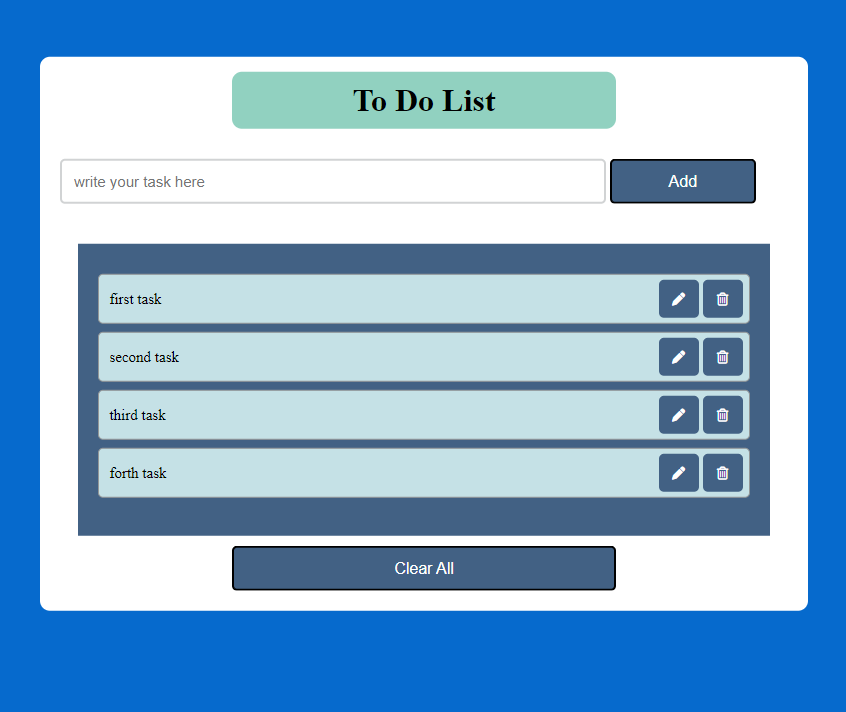 To Do List
write your task here
Add
first task
second task
third task
forth task
Clear All